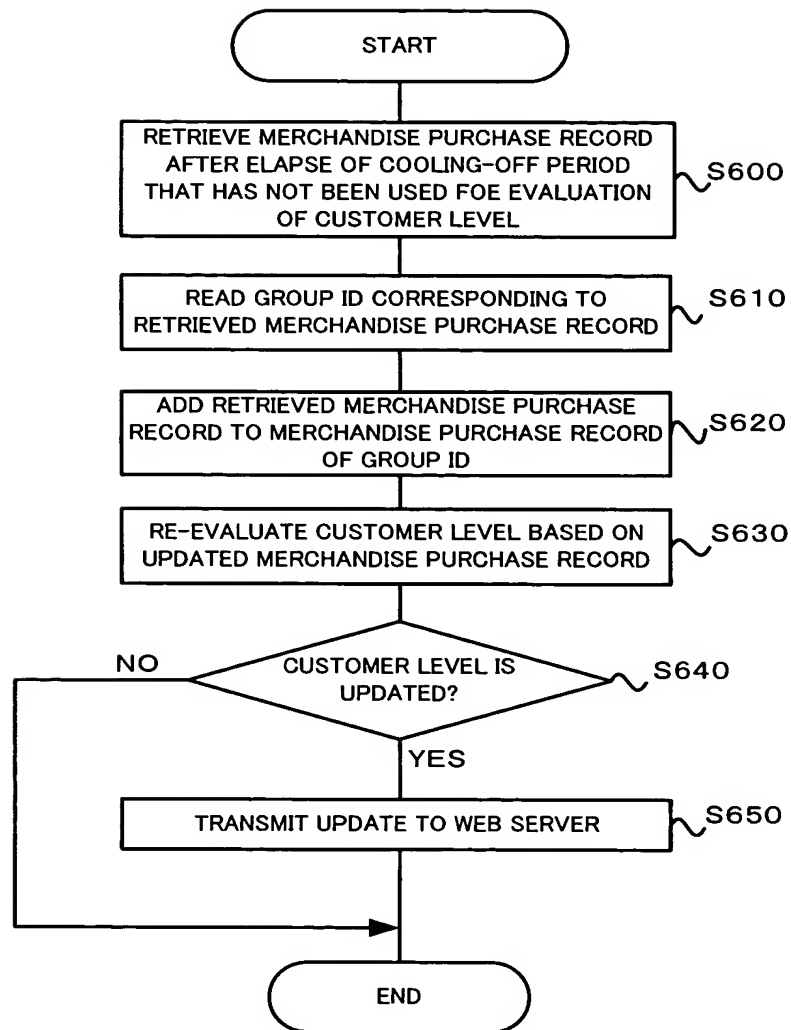 START
RETRIEVE MERCHANDISE PURCHASE RECORD
AFTER ELAPSE OF COOLING-OFF PERIOD
THAT HAS NOT BEEN USED FOE EVALUATION
OF CUSTOMER LEVEL
S600
READ GROUP ID CORRESPONDING TO
RETRIEVED MERCHANDISE PURCHASE RECORD
S610
ADD RETRIEVED MERCHANDISE PURCHASE
RECORD TO MERCHANDISE PURCHASE RECORD
OF GROUP ID
S620
RE-EVALUATE CUSTOMER LEVEL BASED ON
UPDATED MERCHANDISE PURCHASE RECORD
S630
NO
CUSTOMER LEVEL IS
UPDATED?
S640
YES
TRANSMIT UPDATE TO WEB SERVER
S650
END